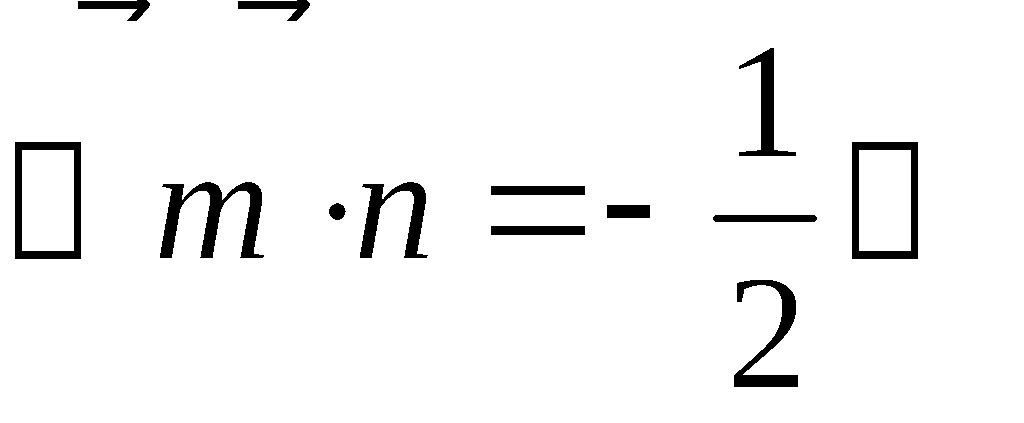 → →
□ m · n = - 1/2 □